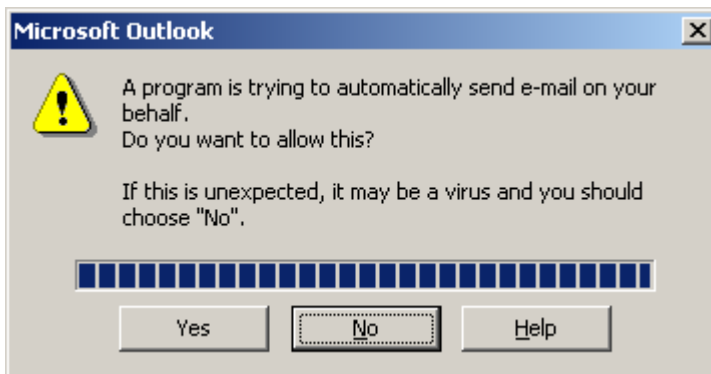 Microsoft Outlook
A program is trying to automatically send e-mail on your
behalf.
Do you want to allow this?
If this is unexpected, it may be a virus and you should
choose "No".
Yes No Help